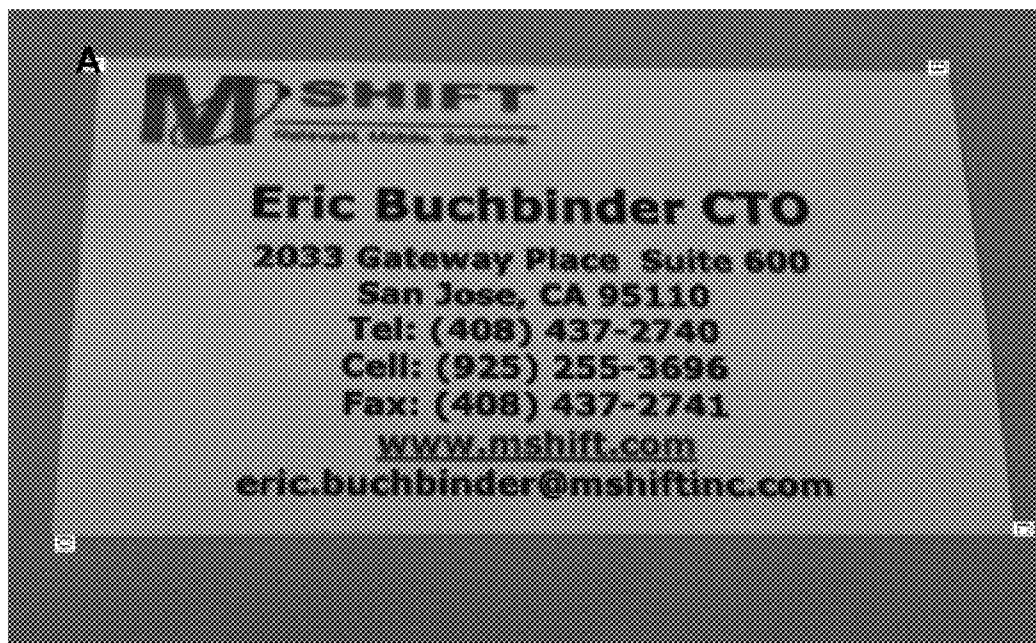 A
M SHIFT
Eric Buchbinder CTO
2033 Gateway Place Suite 600
San Jose, CA 95110
Tel: (408) 437-2740
Cell: (925) 255-3696
Fax: (408) 437-2741
www.mshift.com
eric.buchbinder@mshiftinc.com